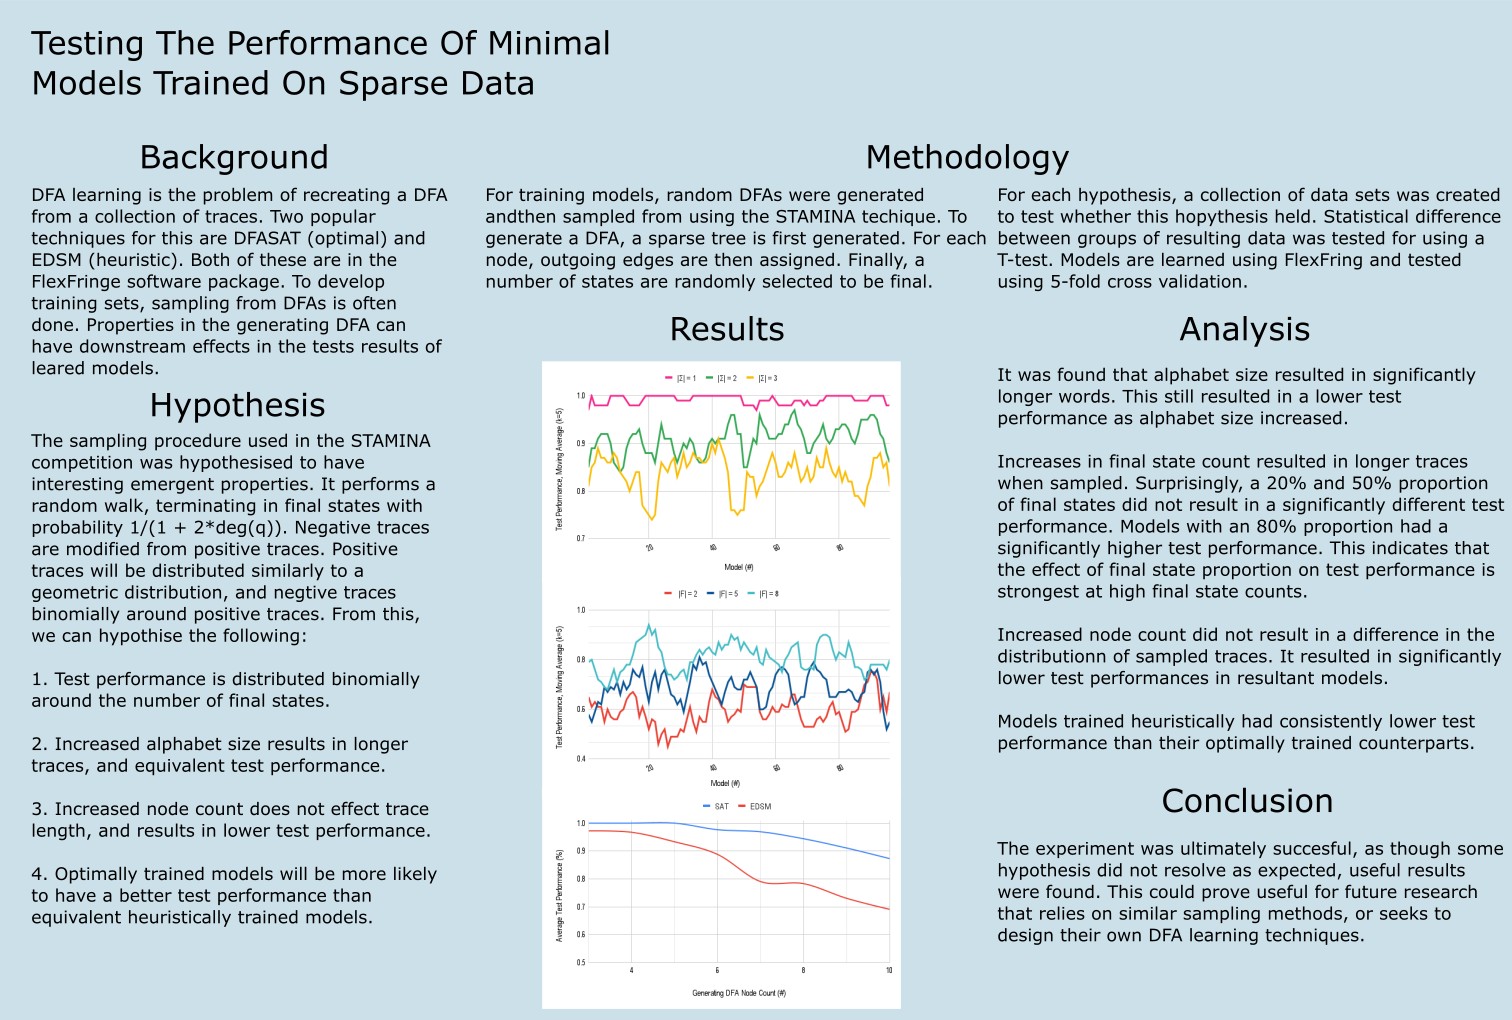 Testing The Performance Of Minimal
Models Trained On Sparse Data
Background
DFA learning is the problem of recreating a DFA
from a collection of traces. Two popular
techniques for this are DFASAT (optimal) and
EDSM (heuristic). Both of these are in the
FlexFringe software package. To develop
training sets, sampling from DFAs is often
done. Properties in the generating DFA can
have downstream effects in the tests results of
leared models.
Hypothesis
The sampling procedure used in the STAMINA
competition was hypothesised to have
interesting emergent properties. It performs a
random walk, terminating in final states with
probability 1/(1 + 2*deg(q)). Negative traces
are modified from positive traces. Positive
traces will be distributed similarly to a
geometric distribution, and negtive traces
binomially around positive traces. From this,
we can hypothise the following:
1. Test performance is distributed binomially
around the number of final states.
2. Increased alphabet size results in longer
traces, and equivalent test performance.
3. Increased node count does not effect trace
length, and results in lower test performance.
4. Optimally trained models will be more likely
to have a better test performance than
equivalent heuristically trained models.
Methodology
For training models, random DFAs were generated
andthen sampled from using the STAMINA techique. To
generate a DFA, a sparse tree is first generated. For each
node, outgoing edges are then assigned. Finally, a
number of states are randomly selected to be final.
For each hypothesis, a collection of data sets was created
to test whether this hopythesis held. Statistical difference
between groups of resulting data was tested for using a
T-test. Models are learned using FlexFring and tested
using 5-fold cross validation.
Results
|Σ| = 1 |Σ| = 2 |Σ| = 3
Test Performance, Moving Average (k=5)
1.0
0.9
0.8
0.7
20 40 60 80
Model (#)
|F| = 2 |F| = 5 |F| = 8
Test Performance, Moving Average (k=5)
1.0
0.8
0.6
0.4
20 40 60 80
Model (#)
SAT EDSM
Average Test Performance (%)
1.0
0.9
0.8
0.7
0.6
0.5
4 6 8 10
Generating DFA Node Count (#)
Analysis
It was found that alphabet size resulted in significantly
longer words. This still resulted in a lower test
performance as alphabet size increased.
Increases in final state count resulted in longer traces
when sampled. Surprisingly, a 20% and 50% proportion
of final states did not result in a significantly different test
performance. Models with an 80% proportion had a
significantly higher test performance. This indicates that
the effect of final state proportion on test performance is
strongest at high final state counts.
Increased node count did not result in a difference in the
distributionn of sampled traces. It resulted in significantly
lower test performances in resultant models.
Models trained heuristically had consistently lower test
performance than their optimally trained counterparts.
Conclusion
The experiment was ultimately succesful, as though some
hypothesis did not resolve as expected, useful results
were found. This could prove useful for future research
that relies on similar sampling methods, or seeks to
design their own DFA learning techniques.